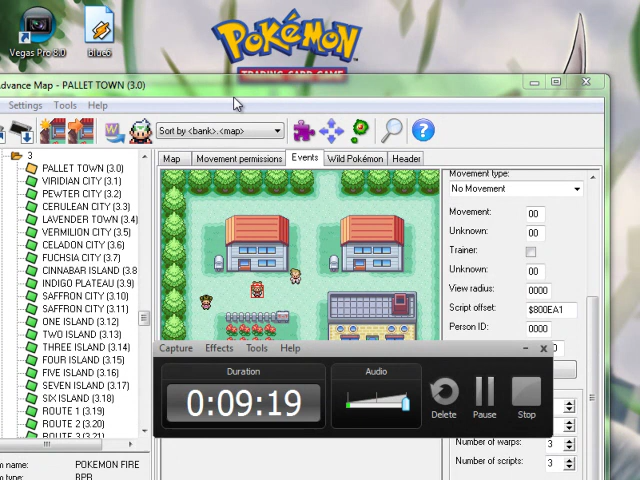 Vegas Pro 8.0
blue6
POKéMON
TRADING CARD GAME
Advance Map - PALLET TOWN (3.0)
Settings Tools Help
Sort by <bank>.<map>
3
PALLET TOWN (3.0)
VIRIDIAN CITY (3.1)
PEWTER CITY (3.2)
CERULEAN CITY (3.3)
LAVENDER TOWN (3.4)
VERMILION CITY (3.5)
CELADON CITY (3.6)
FUCHSIA CITY (3.7)
CINNABAR ISLAND (3.8
INDIGO PLATEAU (3.9)
SAFFRON CITY (3.10)
SAFFRON CITY (3.11)
ONE ISLAND (3.12)
TWO ISLAND (3.13)
THREE ISLAND (3.14)
FOUR ISLAND (3.15)
FIVE ISLAND (3.16)
SEVEN ISLAND (3.17)
SIX ISLAND (3.18)
ROUTE 1 (3.19)
ROUTE 2 (3.20)
ROUTE 3 (3.21)
m name: POKEMON FIRE
Map Movement permissions Events Wild Pokémon Header
Movement type:
No Movement
Movement: 00
Unknown: 00
Trainer:
Unknown: 00
View radius: 0000
Script offset: $800EA1
Person ID: 0000
Number of warps: 3
Number of scripts: 3
Capture Effects Tools Help
Duration
0:09:19
Audio
Delete
Pause
Stop